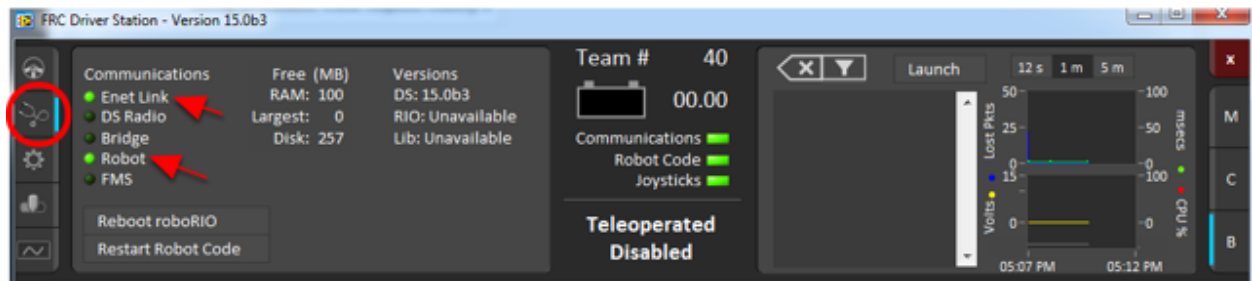 FRC Driver Station - Version 15.0b3
Communications
Enet Link
DS Radio
Bridge
Robot
FMS
Free (MB)
RAM: 100
Largest: 0
Disk: 257
Versions
DS: 15.0b3
RIO: Unavailable
Lib: Unavailable
Reboot roboRIO
Restart Robot Code
Team # 40
00.00
Communications
Robot Code
Joysticks
Teleoperated
Disabled
Launch
12 s 1 m 5 m
Lost Pkts
50
25
0
100
50
0
msecs
Volts
15
0
100
0
CPU %
05:07 PM 05:12 PM
x
M
C
B